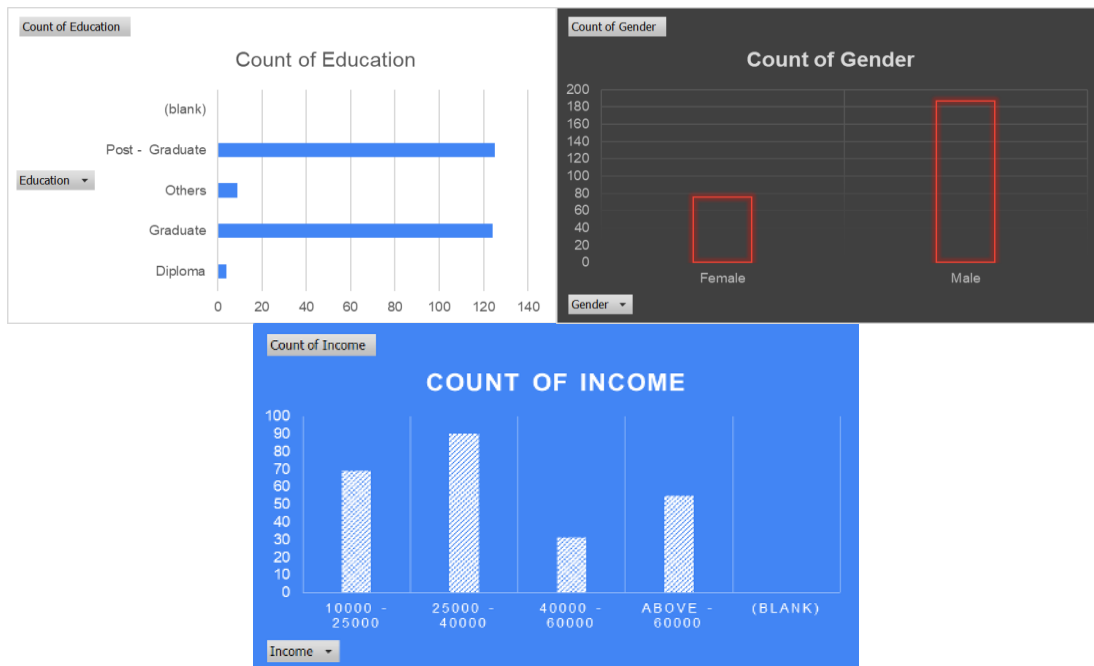 Count of Education
Count of Education
(blank)
Post - Graduate
Education
Others
Graduate
Diploma
0 20 40 60 80 100 120 140
Count of Gender
Count of Gender
200
180
160
140
120
100
80
60
40
20
0
Female Male
Gender
Count of Income
COUNT OF INCOME
100
90
80
70
60
50
40
30
20
10
0
10000 - 25000 - 40000 - ABOVE - (BLANK)
25000 40000 60000 60000
Income